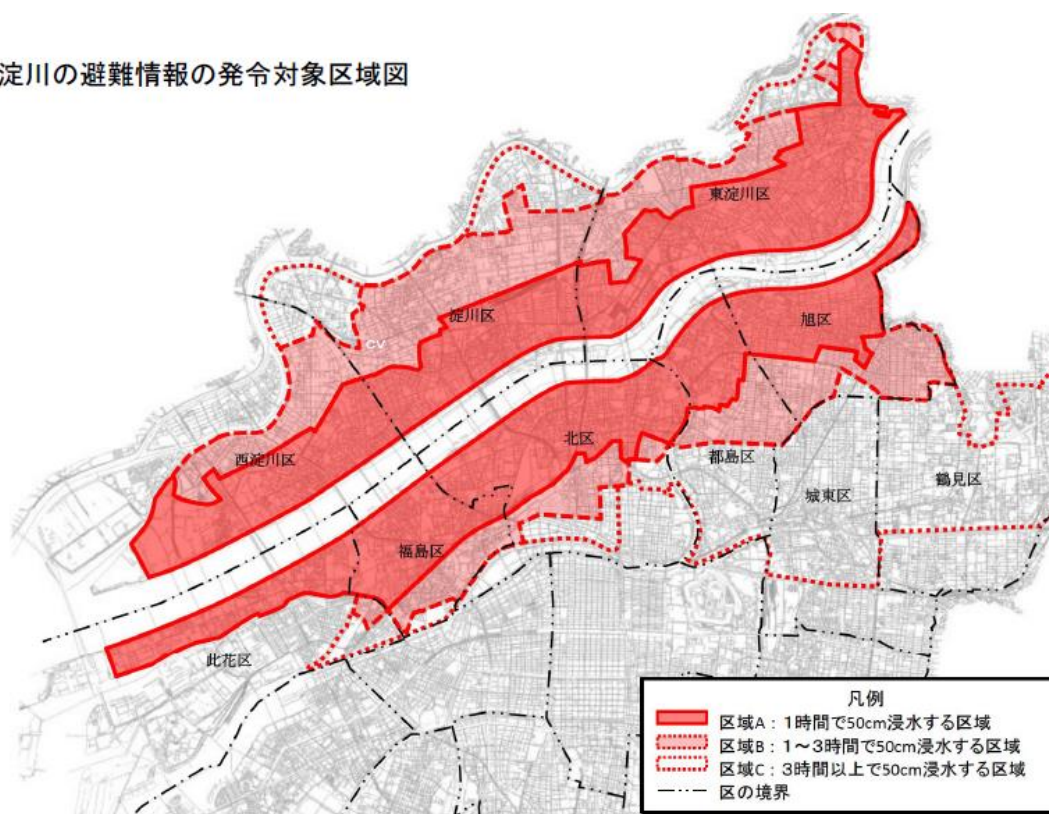 淀川の避難情報の発令対象区域図
東淀川区
淀川区
旭区
CV
北区
西淀川区
都島区
鶴見区
城東区
福島区
此花区
凡例
区域A：1時間で50cm浸水する区域
区域B：1～3時間で50cm浸水する区域
区域C：3時間以上で50cm浸水する区域
区の境界